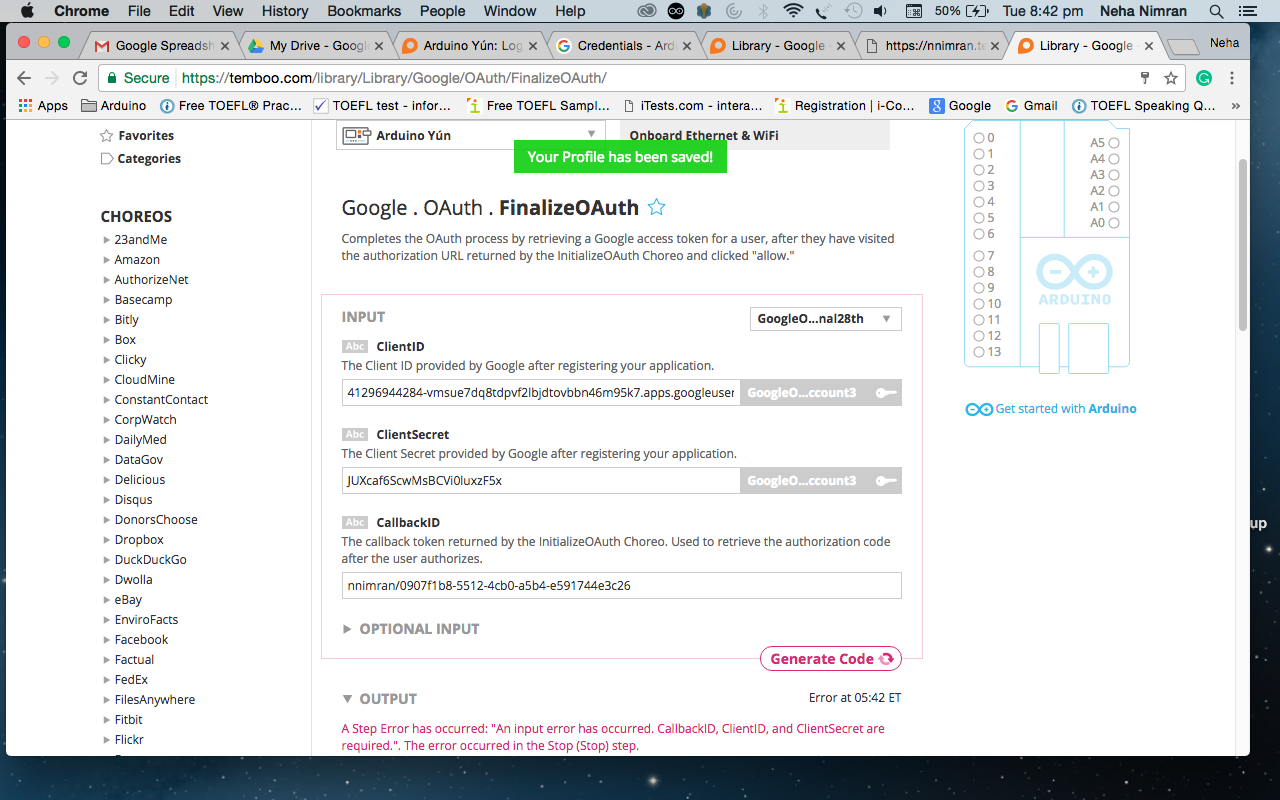 Chrome File Edit View History Bookmarks People Window Help 50% Tue 8:42 pm Neha Nimran
Google Spreadsh My Drive - Google Arduino Yún: Log Credentials - Ard Library - Google https://nnimran.te Library - Google Neha
Secure https://temboo.com/library/Library/Google/OAuth/FinalizeOAuth/
Apps Arduino Free TOEFL® Prac... TOEFL test - infor... Free TOEFL Sampl... iTests.com - intera... Registration | i-Co... Google Gmail TOEFL Speaking Q... »
Favorites
Categories
CHOREOS
23andMe
Amazon
AuthorizeNet
Basecamp
Bitly
Box
Clicky
CloudMine
ConstantContact
CorpWatch
DailyMed
DataGov
Delicious
Disqus
DonorsChoose
Dropbox
DuckDuckGo
Dwolla
eBay
EnviroFacts
Facebook
Factual
FedEx
FilesAnywhere
Fitbit
Flickr
Arduino Yún Onboard Ethernet & WiFi
Your Profile has been saved!
Google . OAuth . FinalizeOAuth
Completes the OAuth process by retrieving a Google access token for a user, after they have visited
the authorization URL returned by the InitializeOAuth Choreo and clicked "allow."
INPUT GoogleO...nal28th
Abc ClientID
The Client ID provided by Google after registering your application.
41296944284-vmsue7dq8tdpvf2lbjdtovbbn46m95k7.apps.googleuser GoogleO...ccount3
Abc ClientSecret
The Client Secret provided by Google after registering your application.
JUXcaf6ScwMsBCVi0luxzF5x GoogleO...ccount3
Abc CallbackID
The callback token returned by the InitializeOAuth Choreo. Used to retrieve the authorization code
after the user authorizes.
nnimran/0907f1b8-5512-4cb0-a5b4-e591744e3c26
OPTIONAL INPUT
Generate Code
OUTPUT Error at 05:42 ET
A Step Error has occurred: "An input error has occurred. CallbackID, ClientID, and ClientSecret are
required.". The error occurred in the Stop (Stop) step.
0
1
2
3
4
5
6
7
8
9
10
11
12
13
A5
A4
A3
A2
A1
A0
ARDUINO
Get started with Arduino
up